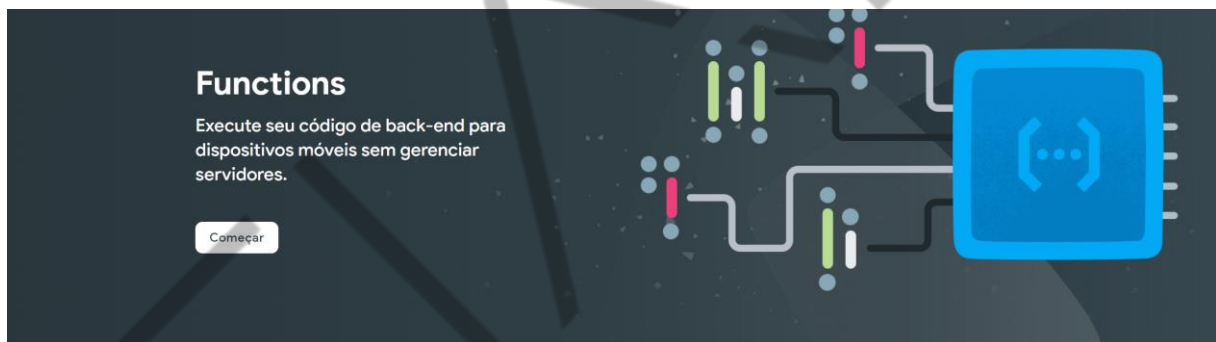 Functions
Execute seu código de back-end para
dispositivos móveis sem gerenciar
servidores.
Começar